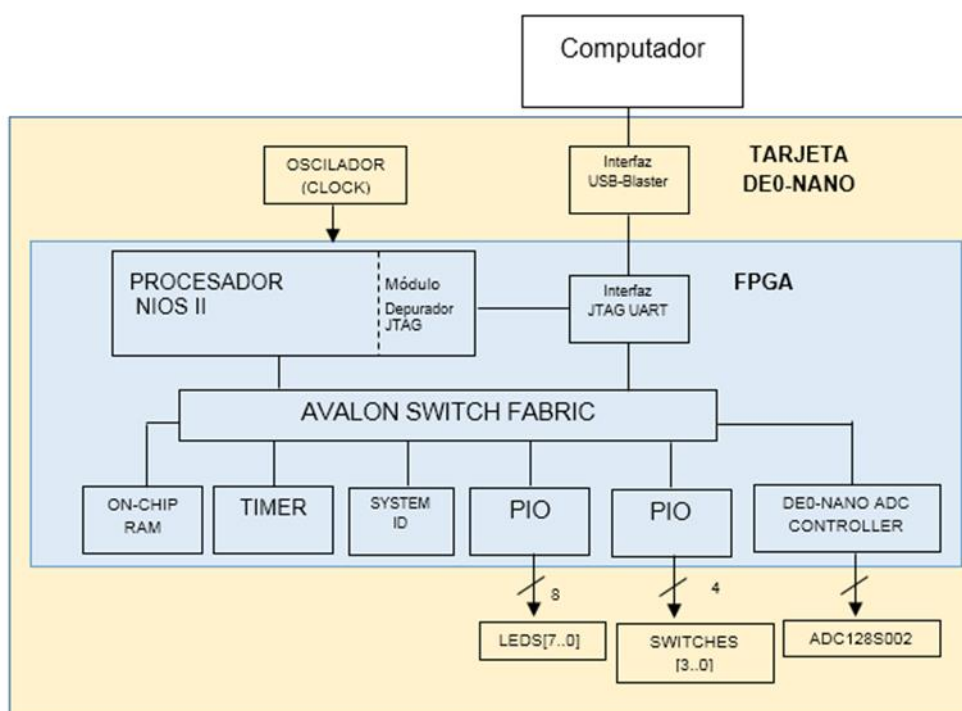 Computador
TARJETA
DE0-NANO
OSCILADOR
(CLOCK)
Interfaz
USB-Blaster
FPGA
PROCESADOR
NIOS II
Módulo
Depurador
JTAG
Interfaz
JTAG UART
AVALON SWITCH FABRIC
ON-CHIP
RAM
TIMER
SYSTEM
ID
PIO
PIO
DE0-NANO ADC
CONTROLLER
8
4
LEDS[7..0]
SWITCHES
[3..0]
ADC128S002